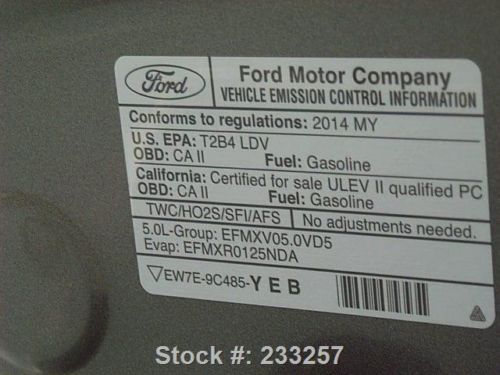 Ford
Ford Motor Company
VEHICLE EMISSION CONTROL INFORMATION
Conforms to regulations: 2014 MY
U.S. EPA: T2B4 LDV
OBD: CA II Fuel: Gasoline
California: Certified for sale ULEV II qualified PC
OBD: CA II Fuel: Gasoline
TWC/HO2S/SFI/AFS No adjustments needed.
5.0L-Group: EFMXV05.0VD5
Evap: EFMXR0125NDA
EW7E-9C485-Y E B
Stock #: 233257